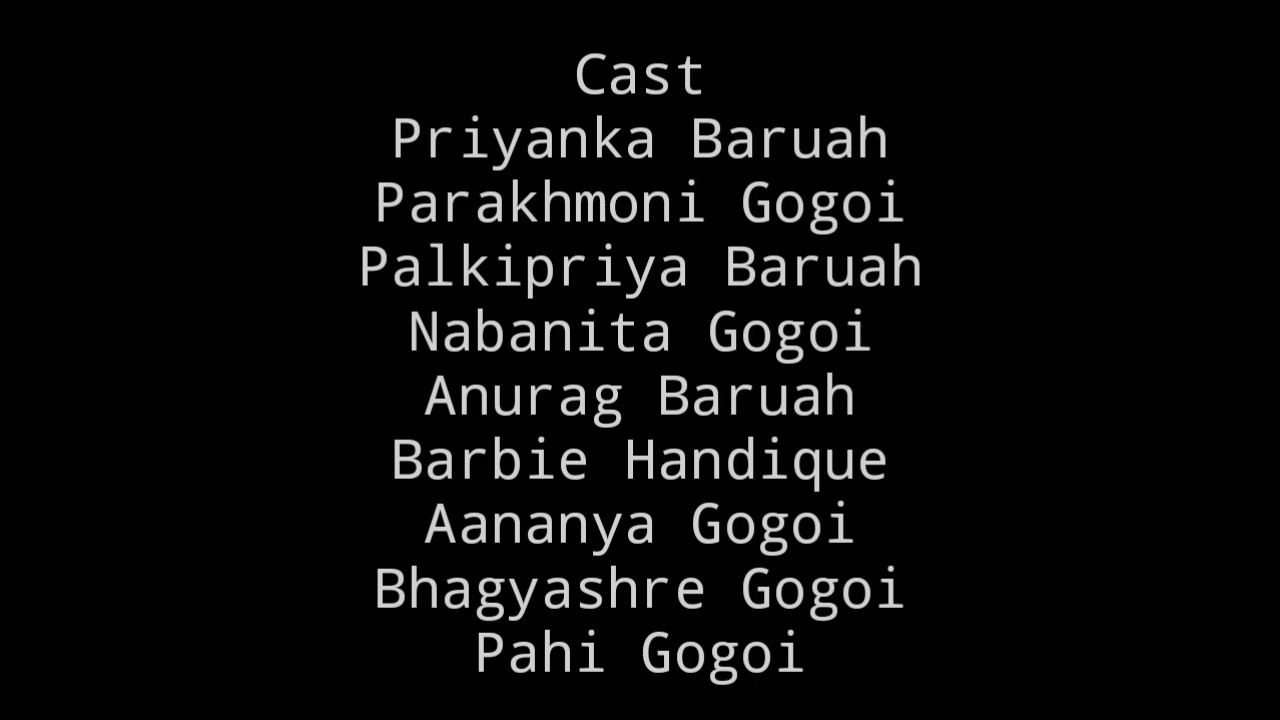 Cast
Priyanka Baruah
Parakhmoni Gogoi
Palkipriya Baruah
Nabanita Gogoi
Anurag Baruah
Barbie Handique
Aananya Gogoi
Bhagyashre Gogoi
Pahi Gogoi